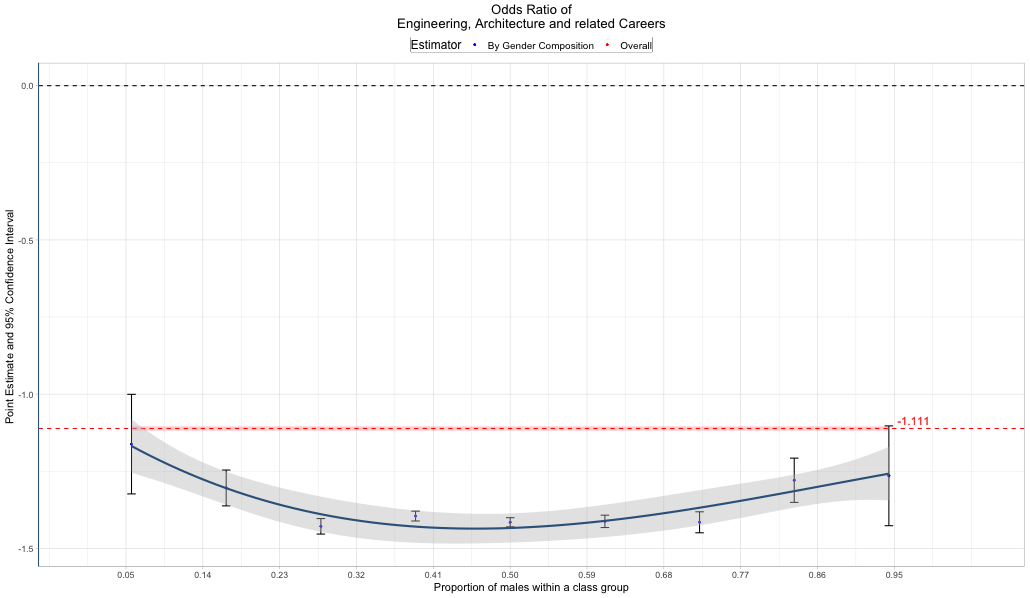 Odds Ratio of
Engineering, Architecture and related Careers
Estimator By Gender Composition Overall
0.0
-0.5
-1.0
-1.5
Point Estimate and 95% Confidence Interval
-1.111
0.05 0.14 0.23 0.32 0.41 0.50 0.59 0.68 0.77 0.86 0.95
Proportion of males within a class group